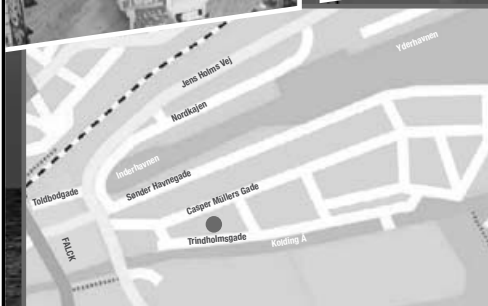 Yderhavnen
Jens Holms Vej
Nordkajen
Inderhavnen
Sønder Havnegade
Toldbodgade
Casper Müllers Gade
Trindholmsgade
Kolding Å
FALCK